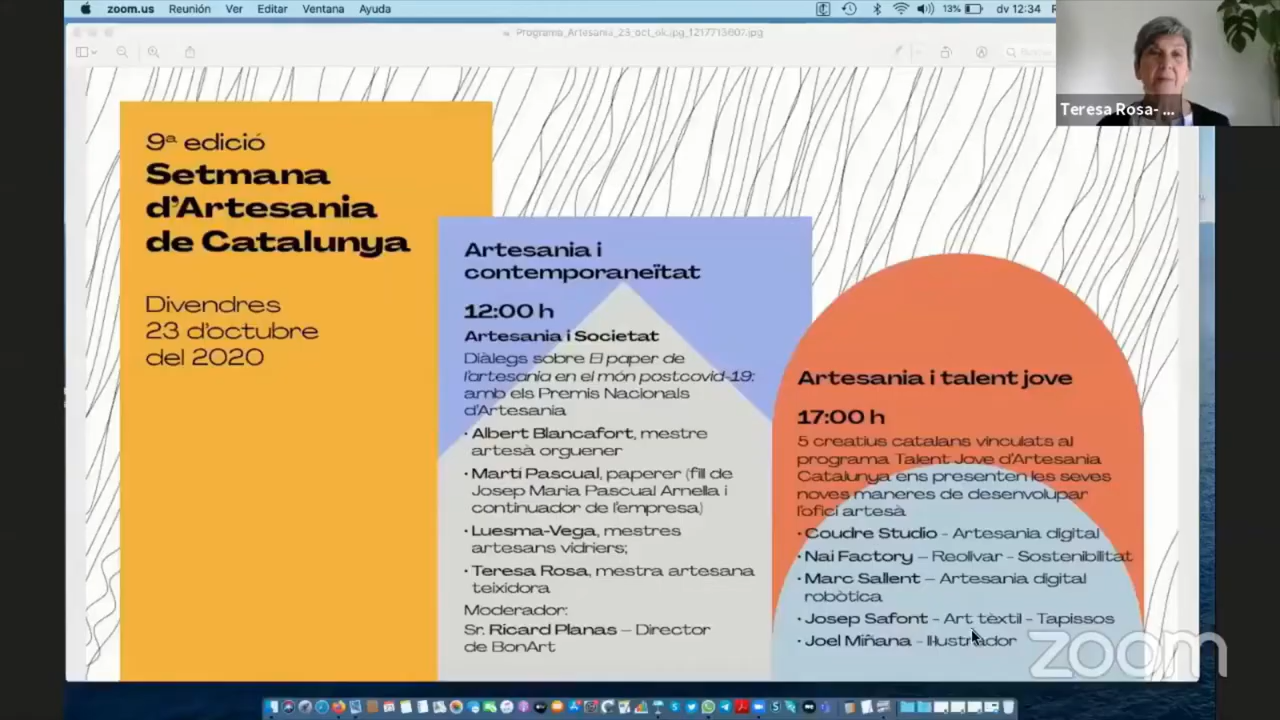 zoom.us Reunión Ver Editar Ventana Ayuda
13% dv 12:34
Programa_Artesania_23_oct_ok.jpg_1217713607.jpg
Buscar
Teresa Rosa- ...
9ª edició
Setmana
d'Artesania
de Catalunya
Divendres
23 d'octubre
del 2020
Artesania i
contemporaneïtat
12:00 h
Artesania i Societat
Diàlegs sobre El paper de
l'artesania en el món postcovid-19:
amb els Premis Nacionals
d'Artesania
• Albert Blancafort, mestre
artesà orguener
• Martí Pascual, paperer (fill de
Josep Maria Pascual Arnella i
continuador de l'empresa)
• Luesma-Vega, mestres
artesans vidriers;
• Teresa Rosa, mestra artesana
teixidora
Moderador:
Sr. Ricard Planas – Director
de BonArt
Artesania i talent jove
17:00 h
5 creatius catalans vinculats al
programa Talent Jove d'Artesania
Catalunya ens presenten les seves
noves maneres de desenvolupar
l'ofici artesà
• Coudre Studio - Artesania digital
• Nai Factory – Reolivar - Sostenibilitat
• Marc Sallent – Artesania digital
robòtica
• Josep Safont - Art tèxtil - Tapissos
• Joel Miñana - Il·lustrador
zoom